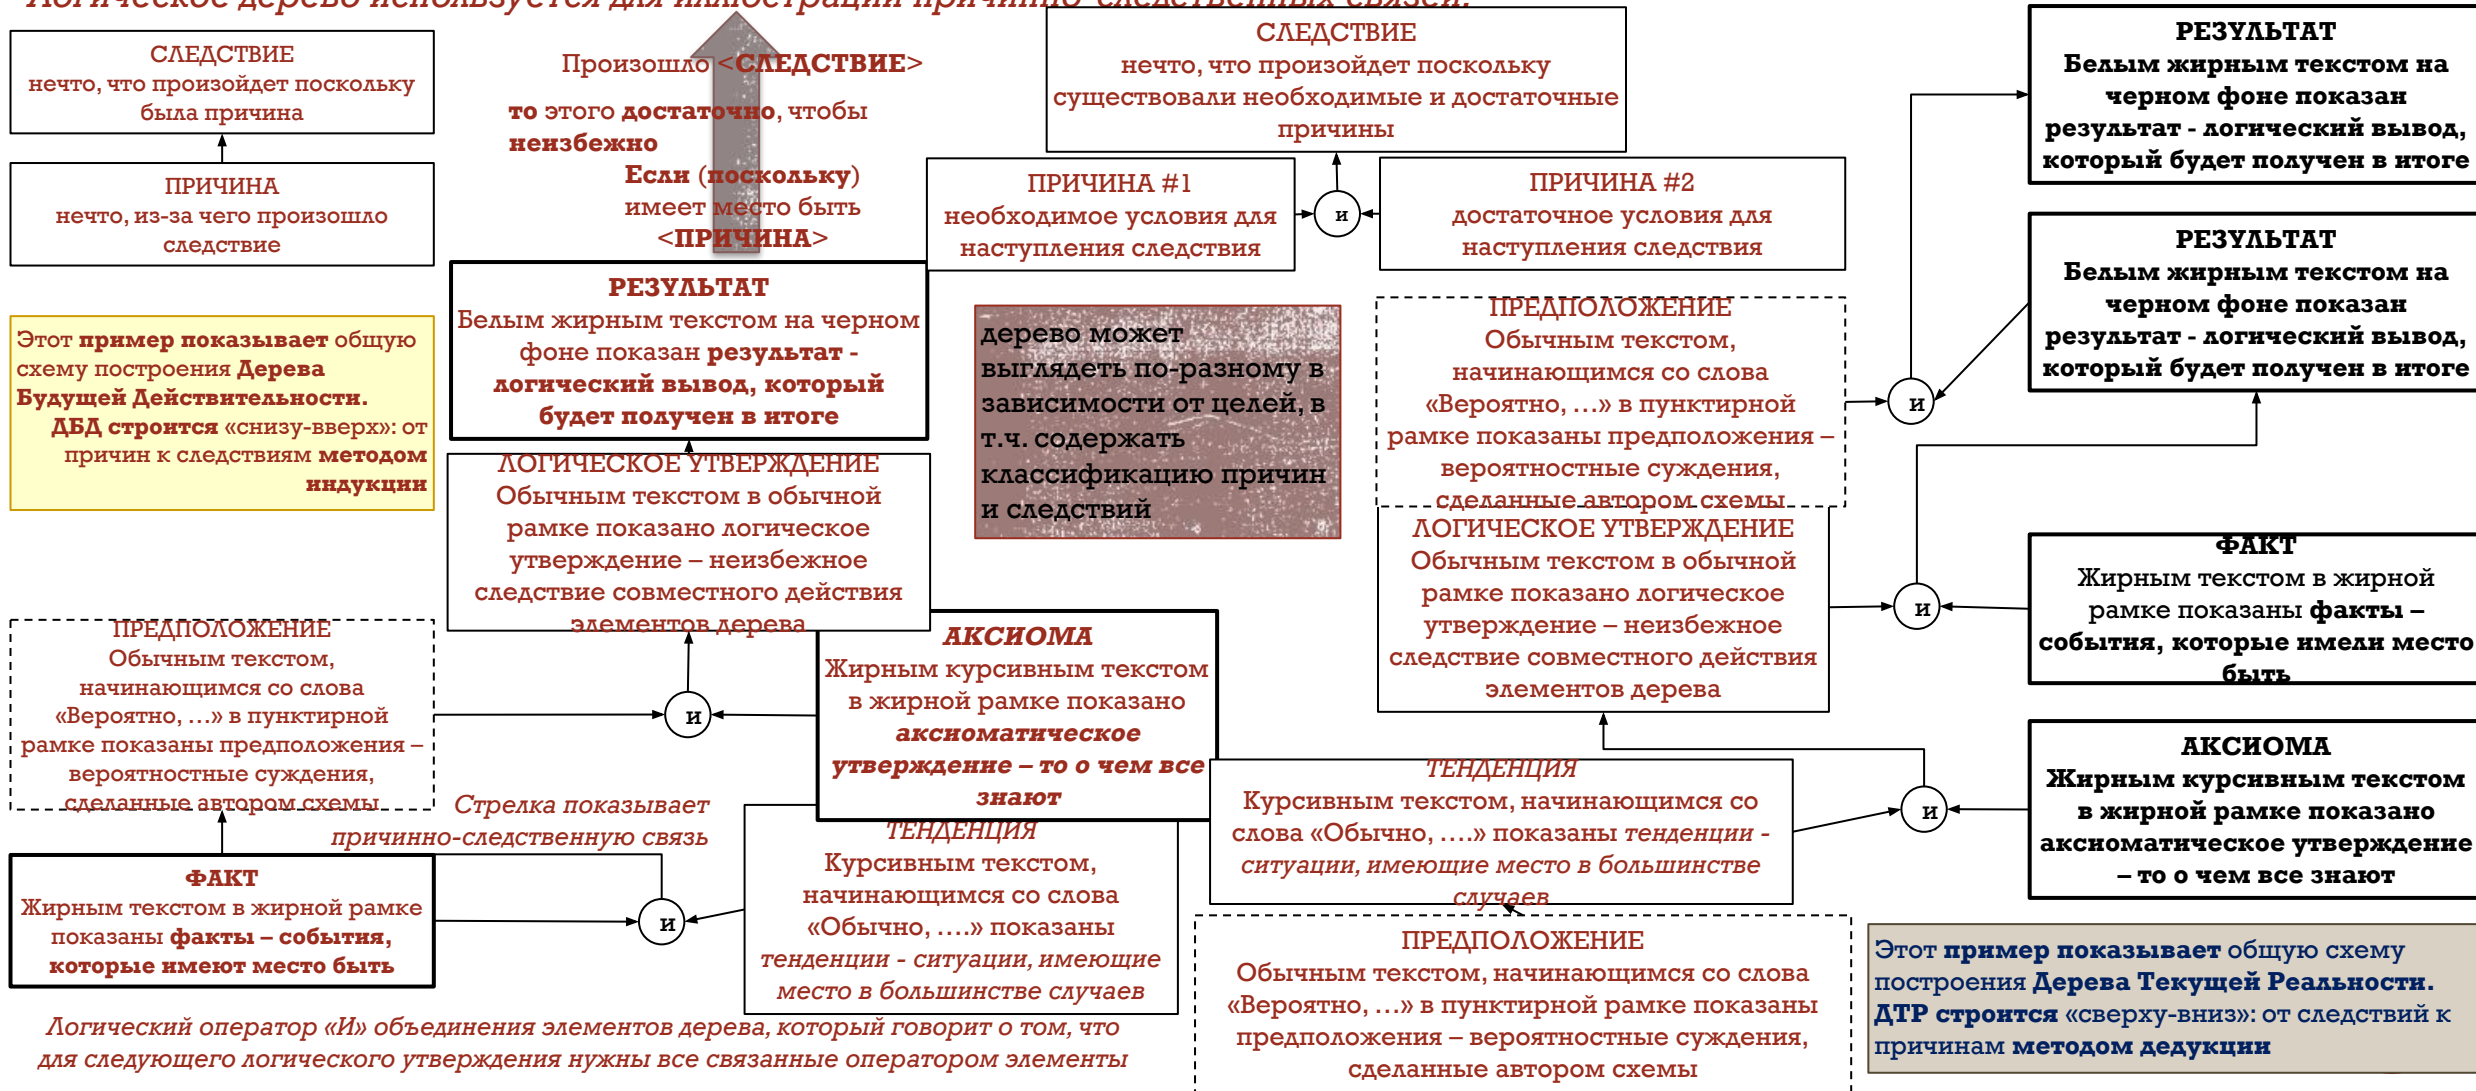 Логическое дерево используется для иллюстрации причинно-следственных связей.
СЛЕДСТВИЕ
нечто, что произойдет поскольку
была причина
ПРИЧИНА
нечто, из-за чего произошло
следствие
Произошло <СЛЕДСТВИЕ>
то этого достаточно, чтобы
неизбежно
Если (поскольку)
имеет место быть
<ПРИЧИНА>
СЛЕДСТВИЕ
нечто, что произойдет поскольку
существовали необходимые и достаточные
причины
ПРИЧИНА #1
необходимое условия для
наступления следствия
и
ПРИЧИНА #2
достаточное условия для
наступления следствия
Этот пример показывает общую
схему построения Дерева
Будущей Действительности.
ДБД строится «снизу-вверх»: от
причин к следствиям методом
индукции
РЕЗУЛЬТАТ
Белым жирным текстом на черном
фоне показан результат -
логический вывод, который
будет получен в итоге
ЛОГИЧЕСКОЕ УТВЕРЖДЕНИЕ
Обычным текстом в обычной
рамке показано логическое
утверждение – неизбежное
следствие совместного действия
элементов дерева
дерево может
выглядеть по-разному в
зависимости от целей, в
т.ч. содержать
классификацию причин
и следствий
ПРЕДПОЛОЖЕНИЕ
Обычным текстом,
начинающимся со слова
«Вероятно, …» в пунктирной
рамке показаны предположения –
вероятностные суждения,
сделанные автором схемы
и
АКСИОМА
Жирным курсивным текстом
в жирной рамке показано
аксиоматическое
утверждение – то о чем все
знают
Стрелка показывает
причинно-следственную связь
ФАКТ
Жирным текстом в жирной рамке
показаны факты – события,
которые имеют место быть
и
ТЕНДЕНЦИЯ
Курсивным текстом,
начинающимся со слова
«Обычно, ….» показаны
тенденции - ситуации, имеющие
место в большинстве случаев
Логический оператор «И» объединения элементов дерева, который говорит о том, что
для следующего логического утверждения нужны все связанные оператором элементы
РЕЗУЛЬТАТ
Белым жирным текстом на
черном фоне показан
результат - логический вывод,
который будет получен в итоге
РЕЗУЛЬТАТ
Белым жирным текстом на
черном фоне показан
результат - логический вывод,
который будет получен в итоге
ПРЕДПОЛОЖЕНИЕ
Обычным текстом,
начинающимся со слова
«Вероятно, …» в пунктирной
рамке показаны предположения –
вероятностные суждения,
сделанные автором схемы
и
ЛОГИЧЕСКОЕ УТВЕРЖДЕНИЕ
Обычным текстом в обычной
рамке показано логическое
утверждение – неизбежное
следствие совместного действия
элементов дерева
и
ФАКТ
Жирным текстом в жирной
рамке показаны факты –
события, которые имели место
быть
ТЕНДЕНЦИЯ
Курсивным текстом, начинающимся со
слова «Обычно, ….» показаны тенденции -
ситуации, имеющие место в большинстве
случаев
и
АКСИОМА
Жирным курсивным текстом
в жирной рамке показано
аксиоматическое утверждение
– то о чем все знают
ПРЕДПОЛОЖЕНИЕ
Обычным текстом, начинающимся со слова
«Вероятно, …» в пунктирной рамке показаны
предположения – вероятностные суждения,
сделанные автором схемы
Этот пример показывает общую схему
построения Дерева Текущей Реальности.
ДТР строится «сверху-вниз»: от следствий к
причинам методом дедукции